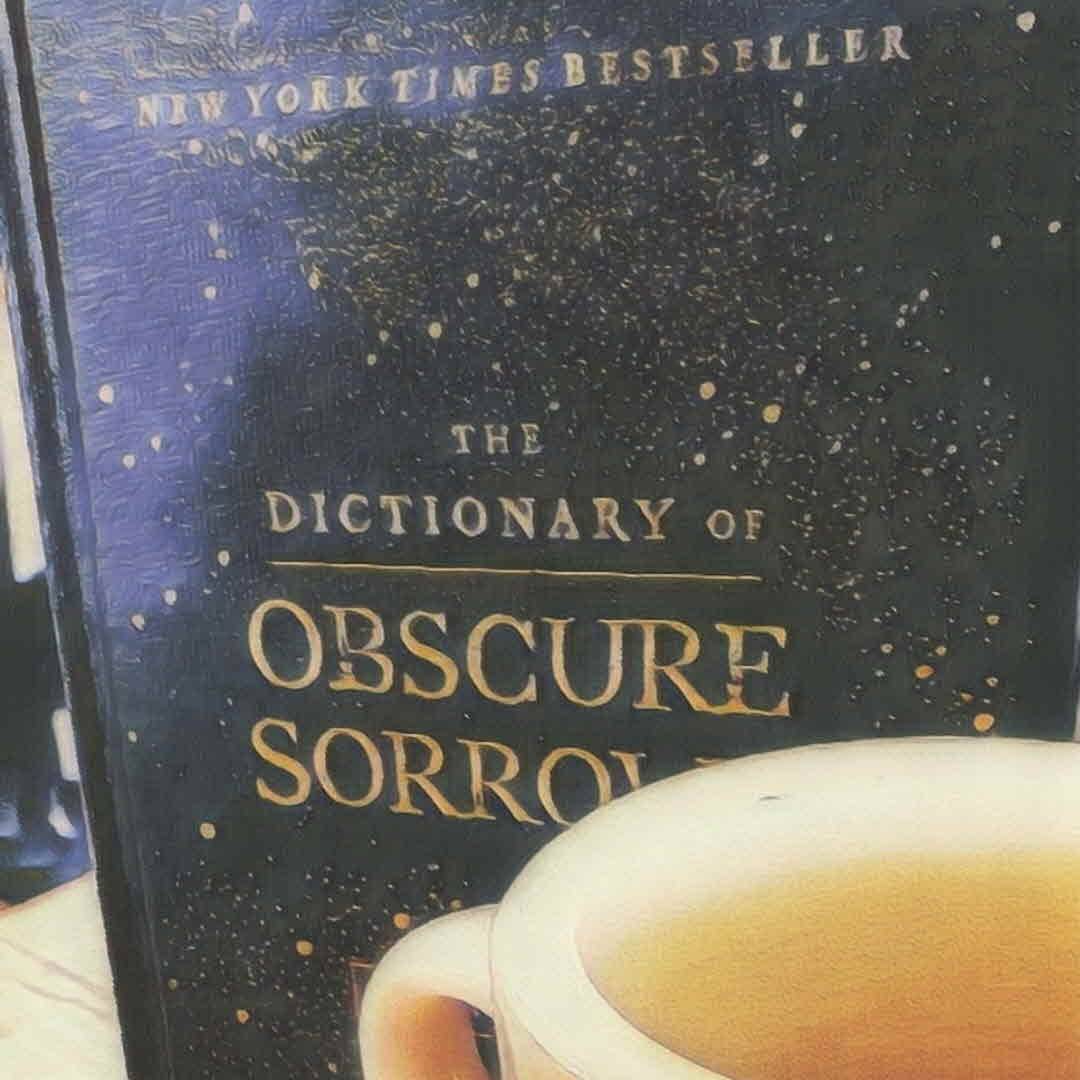 NEW YORK TIMES BESTSELLER
THE
DICTIONARY OF
OBSCURE
SORRO